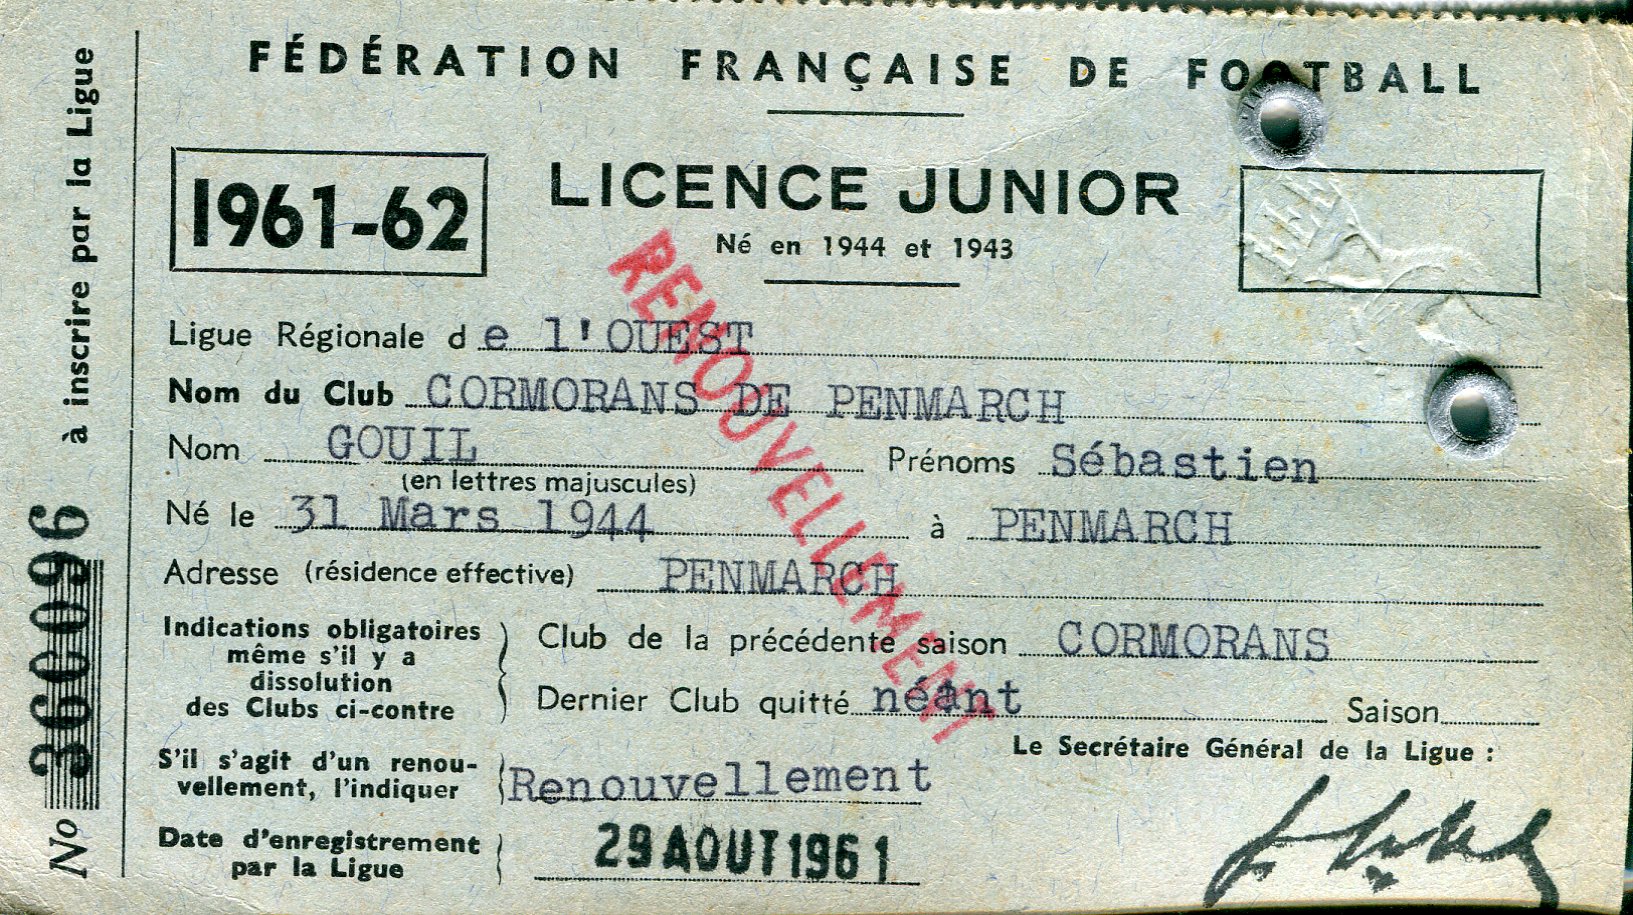 FÉDÉRATION FRANÇAISE DE FOOTBALL
1961-62
LICENCE JUNIOR
Né en 1944 et 1943
Ligue Régionale de l'OUEST
Nom du Club CORMORANS DE PENMARCH
Nom GOUIL Prénoms Sébastien
(en lettres majuscules)
Né le 31 Mars 1944 à PENMARCH
Adresse (résidence effective) PENMARCH
Indications obligatoires
même s'il y a
dissolution
des Clubs ci-contre
Club de la précédente saison CORMORANS
Dernier Club quitté néant Saison
Le Secrétaire Général de la Ligue :
S'il s'agit d'un renou-
vellement, l'indiquer
Renouvellement
Date d'enregistrement
par la Ligue
29 AOUT 1961
RENOUVELLEMENT
No 360096 à inscrire par la Ligue